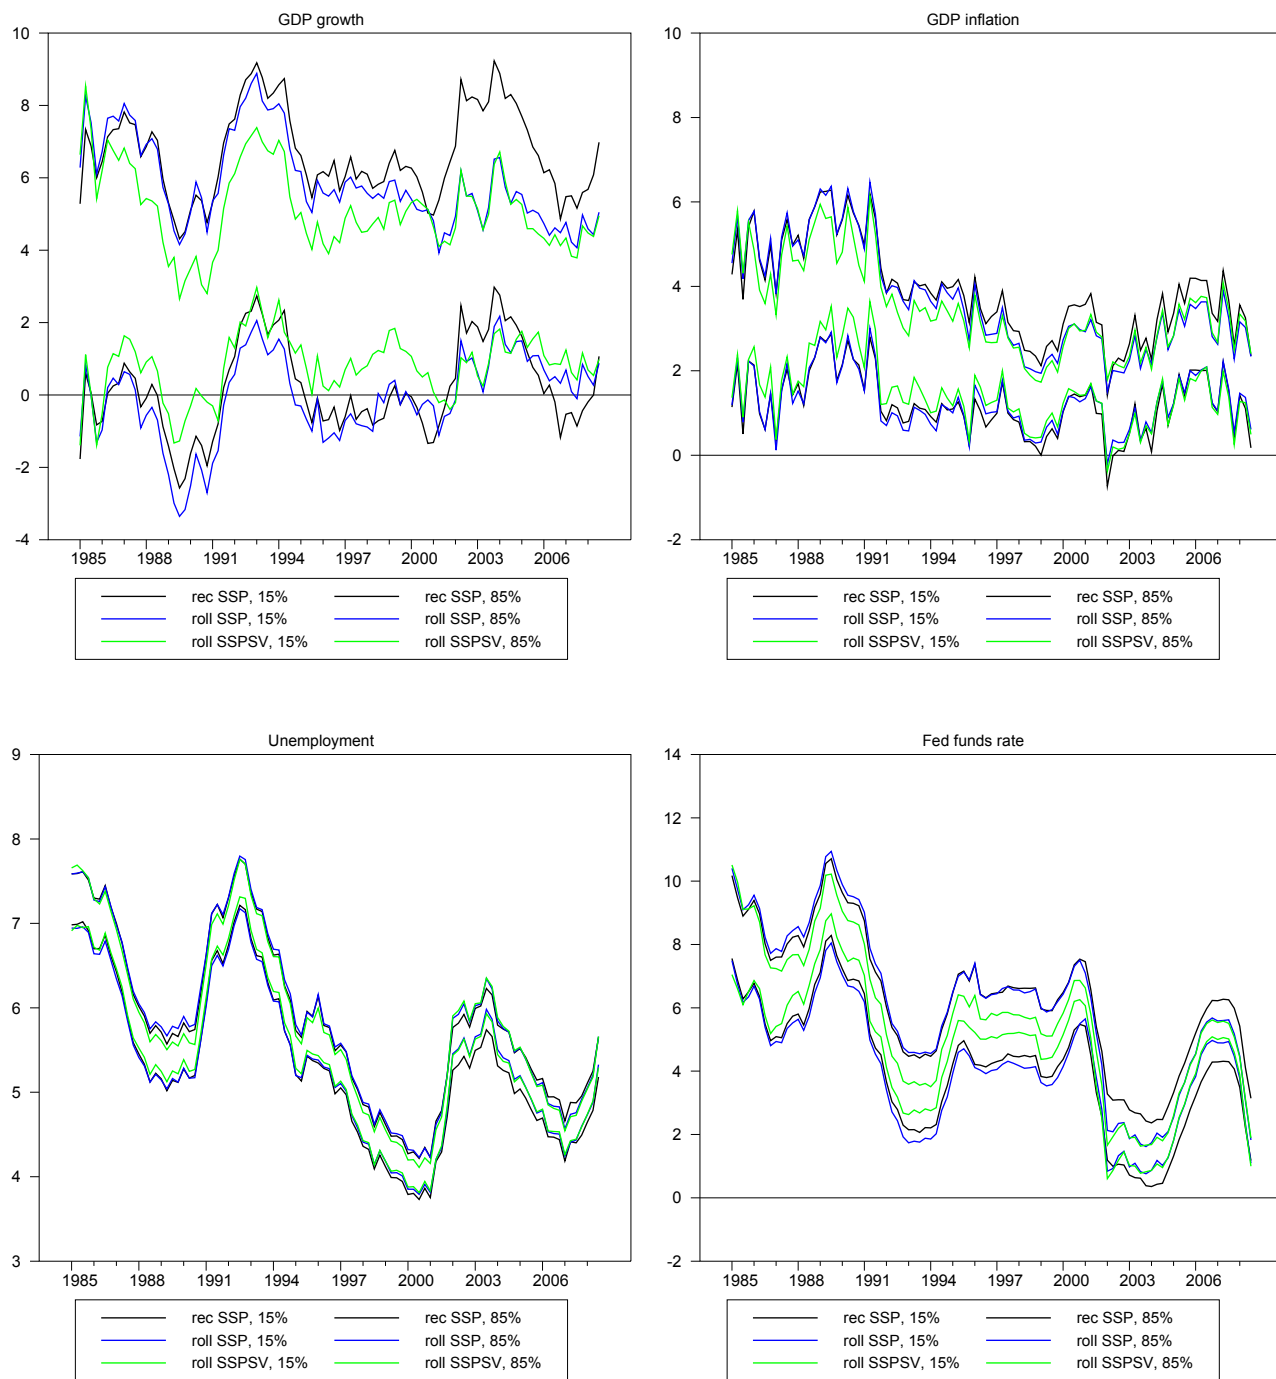 GDP growth
10
8
6
4
2
0
-2
-4
1985 1988 1991 1994 1997 2000 2003 2006
rec SSP, 15% rec SSP, 85%
roll SSP, 15% roll SSP, 85%
roll SSPSV, 15% roll SSPSV, 85%
GDP inflation
10
8
6
4
2
0
-2
1985 1988 1991 1994 1997 2000 2003 2006
rec SSP, 15% rec SSP, 85%
roll SSP, 15% roll SSP, 85%
roll SSPSV, 15% roll SSPSV, 85%
Unemployment
9
8
7
6
5
4
3
1985 1988 1991 1994 1997 2000 2003 2006
rec SSP, 15% rec SSP, 85%
roll SSP, 15% roll SSP, 85%
roll SSPSV, 15% roll SSPSV, 85%
Fed funds rate
14
12
10
8
6
4
2
0
-2
1985 1988 1991 1994 1997 2000 2003 2006
rec SSP, 15% rec SSP, 85%
roll SSP, 15% roll SSP, 85%
roll SSPSV, 15% roll SSPSV, 85%